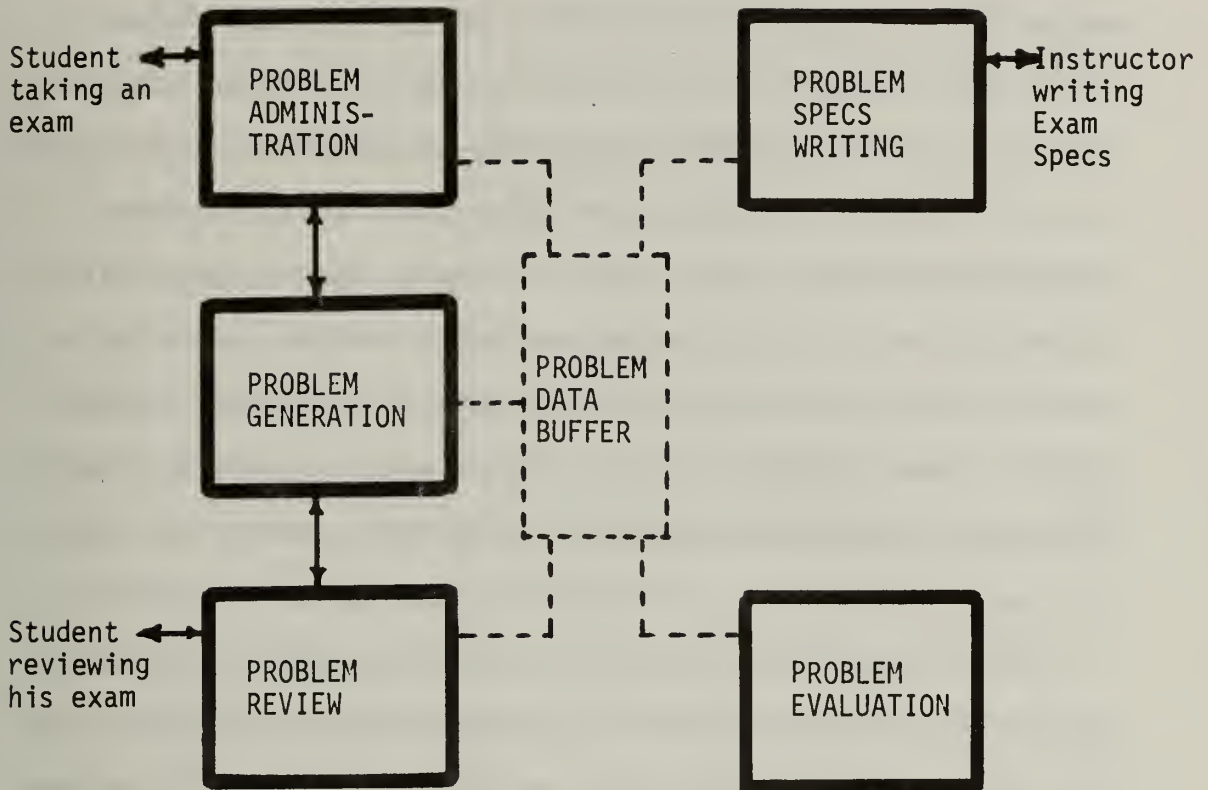 Student
taking an
exam
PROBLEM
ADMINIS-
TRATION
PROBLEM
SPECS
WRITING
Instructor
writing
Exam
Specs
PROBLEM
GENERATION
PROBLEM
DATA
BUFFER
Student
reviewing
his exam
PROBLEM
REVIEW
PROBLEM
EVALUATION